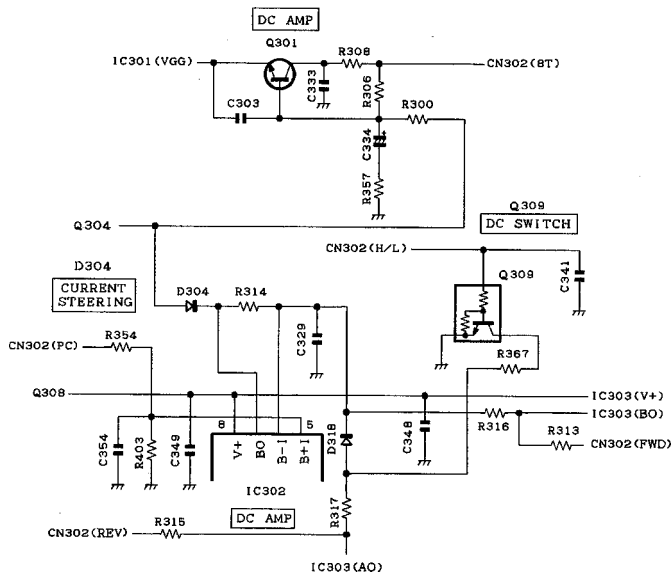 DC AMP
Q301
IC301(VGG)
R308
CN302(8T)
C333
R306
C303
R300
C334
+
R357
Q304
Q309
DC SWITCH
CN302(H/L)
D304
CURRENT
STEERING
Q309
C341
D304
R314
C329
R354
CN302(PC)
R367
Q308
IC303(V+)
8
5
R316
IC303(BO)
C354
R403
C349
V+
BO
B-I
B+I
D318
C348
R313
CN302(FWD)
IC302
DC AMP
R317
R315
CN302(REV)
IC303(AO)